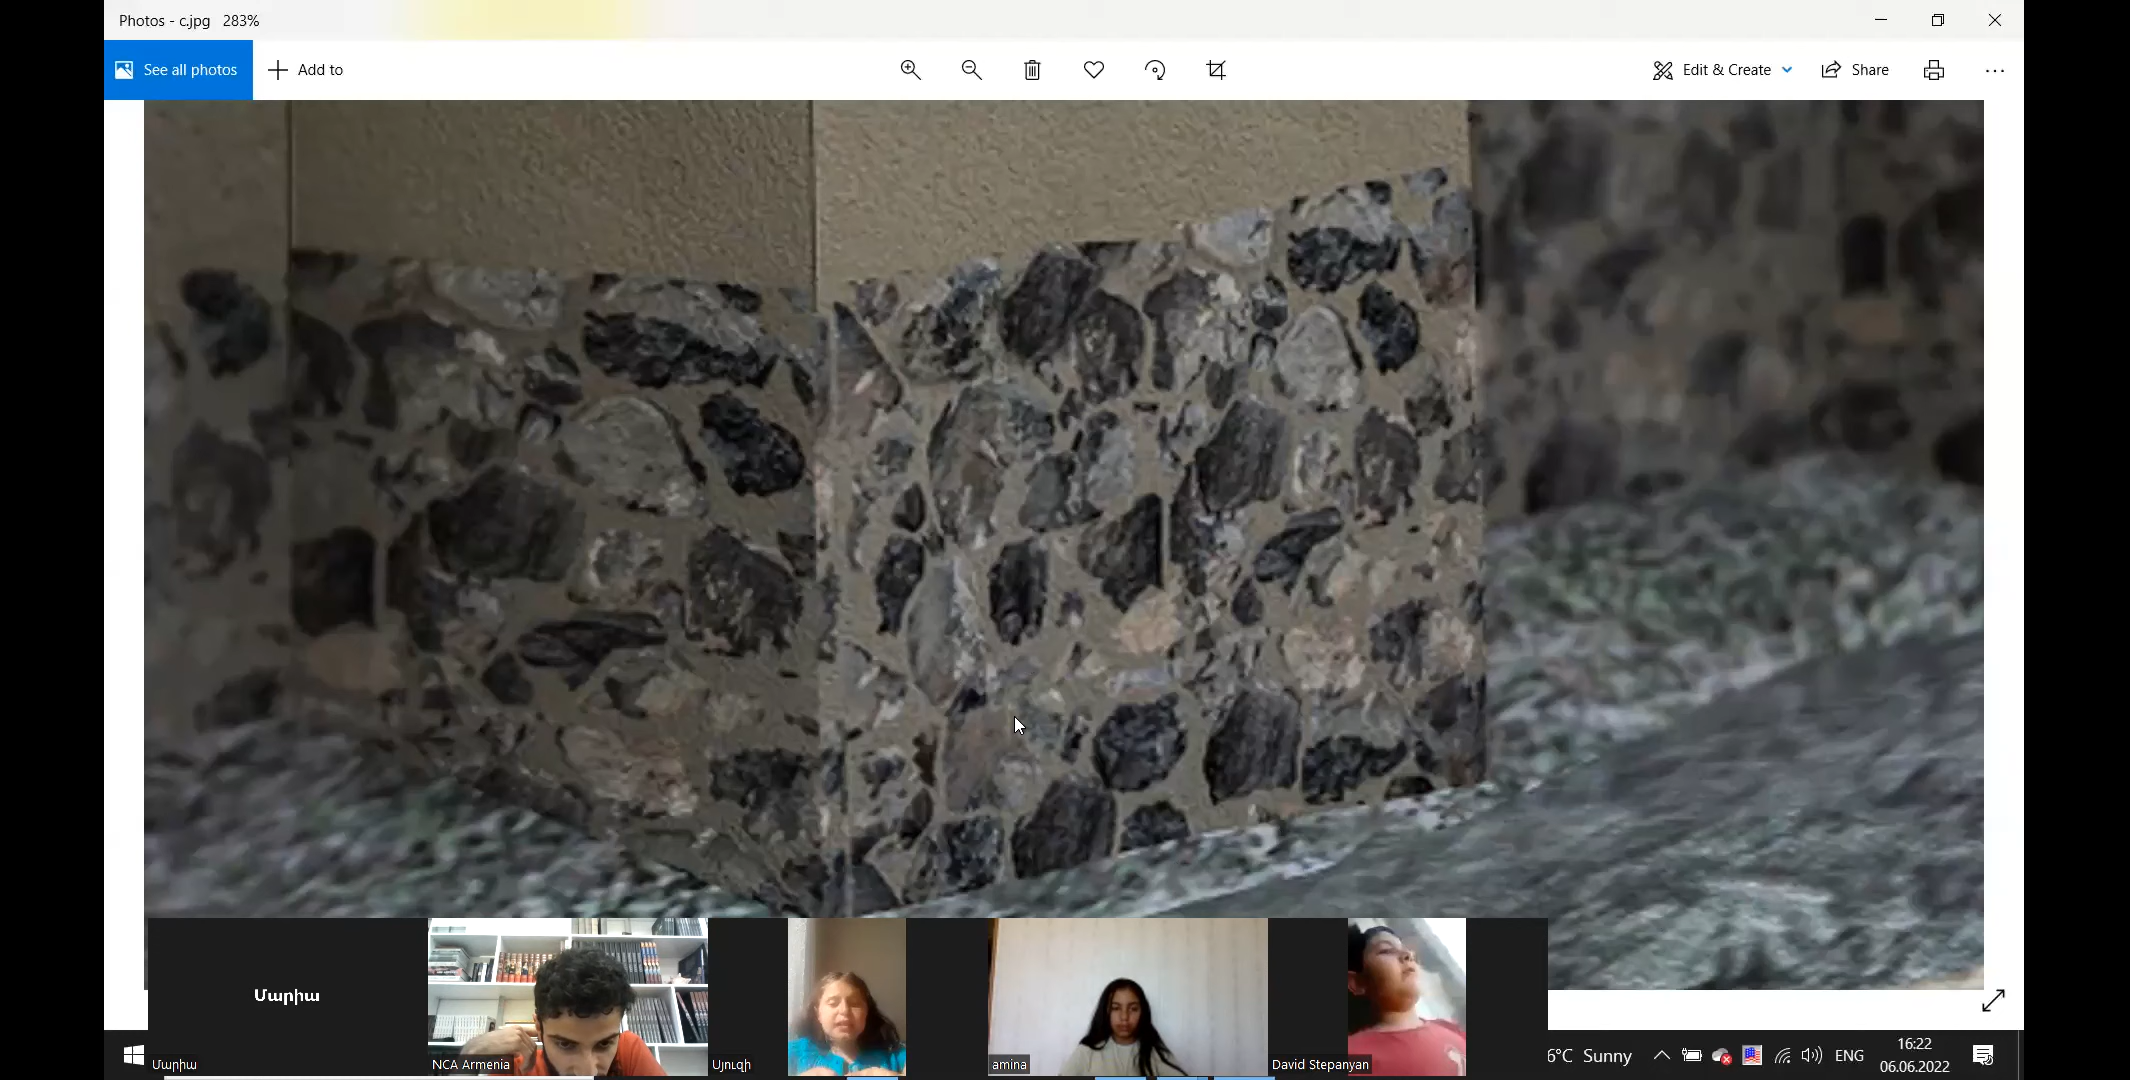 Photos - c.jpg 283%
See all photos
Add to
Edit & Create
Share
Մարիա
Մարիա
NCA Armenia
Սյուզի
amina
David Stepanyan
6°C Sunny
ENG
16:22
06.06.2022